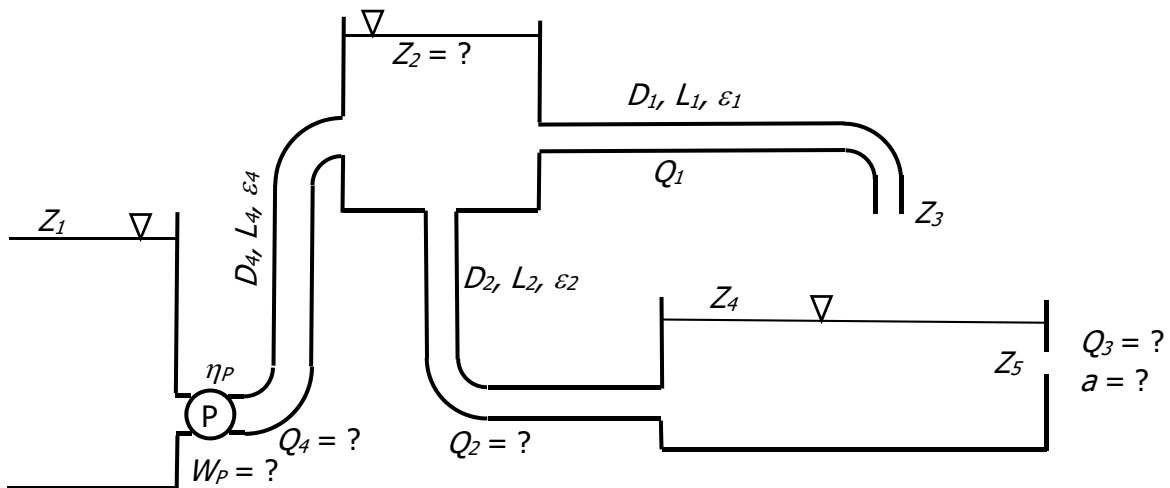 Z2 = ?
D1, L1, ε1
Q1
Z3
Z1
D4, L4, ε4
D2, L2, ε2
Z4
Z5
Q3 = ?
a = ?
ηP
P
Q4 = ?
Q2 = ?
WP = ?